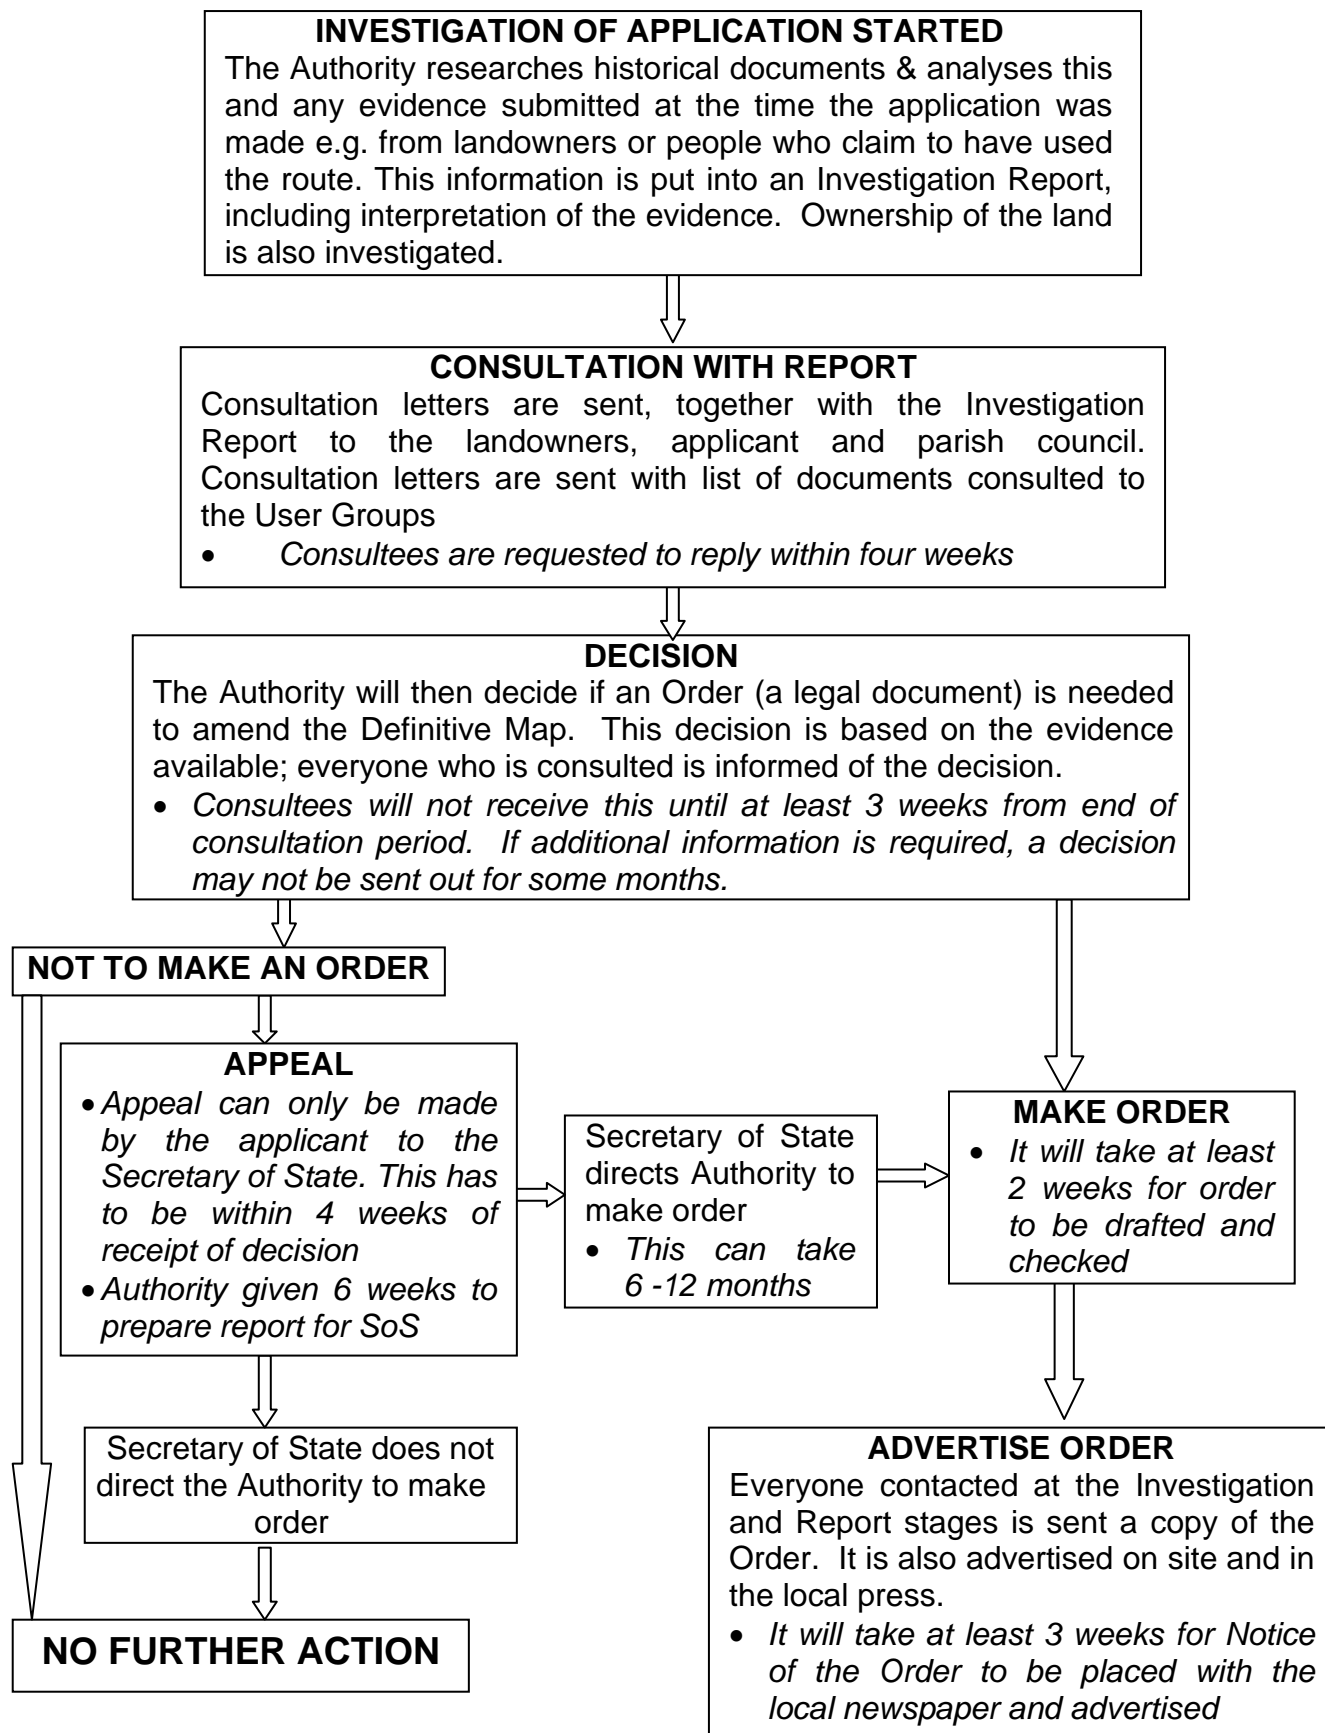 INVESTIGATION OF APPLICATION STARTED
The Authority researches historical documents & analyses this
and any evidence submitted at the time the application was
made e.g. from landowners or people who claim to have used
the route. This information is put into an Investigation Report,
including interpretation of the evidence.  Ownership of the land
is also investigated.
CONSULTATION WITH REPORT
Consultation letters are sent, together with the Investigation
Report to the landowners, applicant and parish council.
Consultation letters are sent with list of documents consulted to
the User Groups
• Consultees are requested to reply within four weeks
DECISION
The Authority will then decide if an Order (a legal document) is needed
to amend the Definitive Map.  This decision is based on the evidence
available; everyone who is consulted is informed of the decision.
• Consultees will not receive this until at least 3 weeks from end of
consultation period.  If additional information is required, a decision
may not be sent out for some months.
NOT TO MAKE AN ORDER
APPEAL
• Appeal can only be made
by the applicant to the
Secretary of State. This has
to be within 4 weeks of
receipt of decision
• Authority given 6 weeks to
prepare report for SoS
Secretary of State
directs Authority to
make order
• This can take
6 -12 months
MAKE ORDER
• It will take at least
2 weeks for order
to be drafted and
checked
Secretary of State does not
direct the Authority to make
order
NO FURTHER ACTION
ADVERTISE ORDER
Everyone contacted at the Investigation
and Report stages is sent a copy of the
Order.  It is also advertised on site and in
the local press.
• It will take at least 3 weeks for Notice
of the Order to be placed with the
local newspaper and advertised